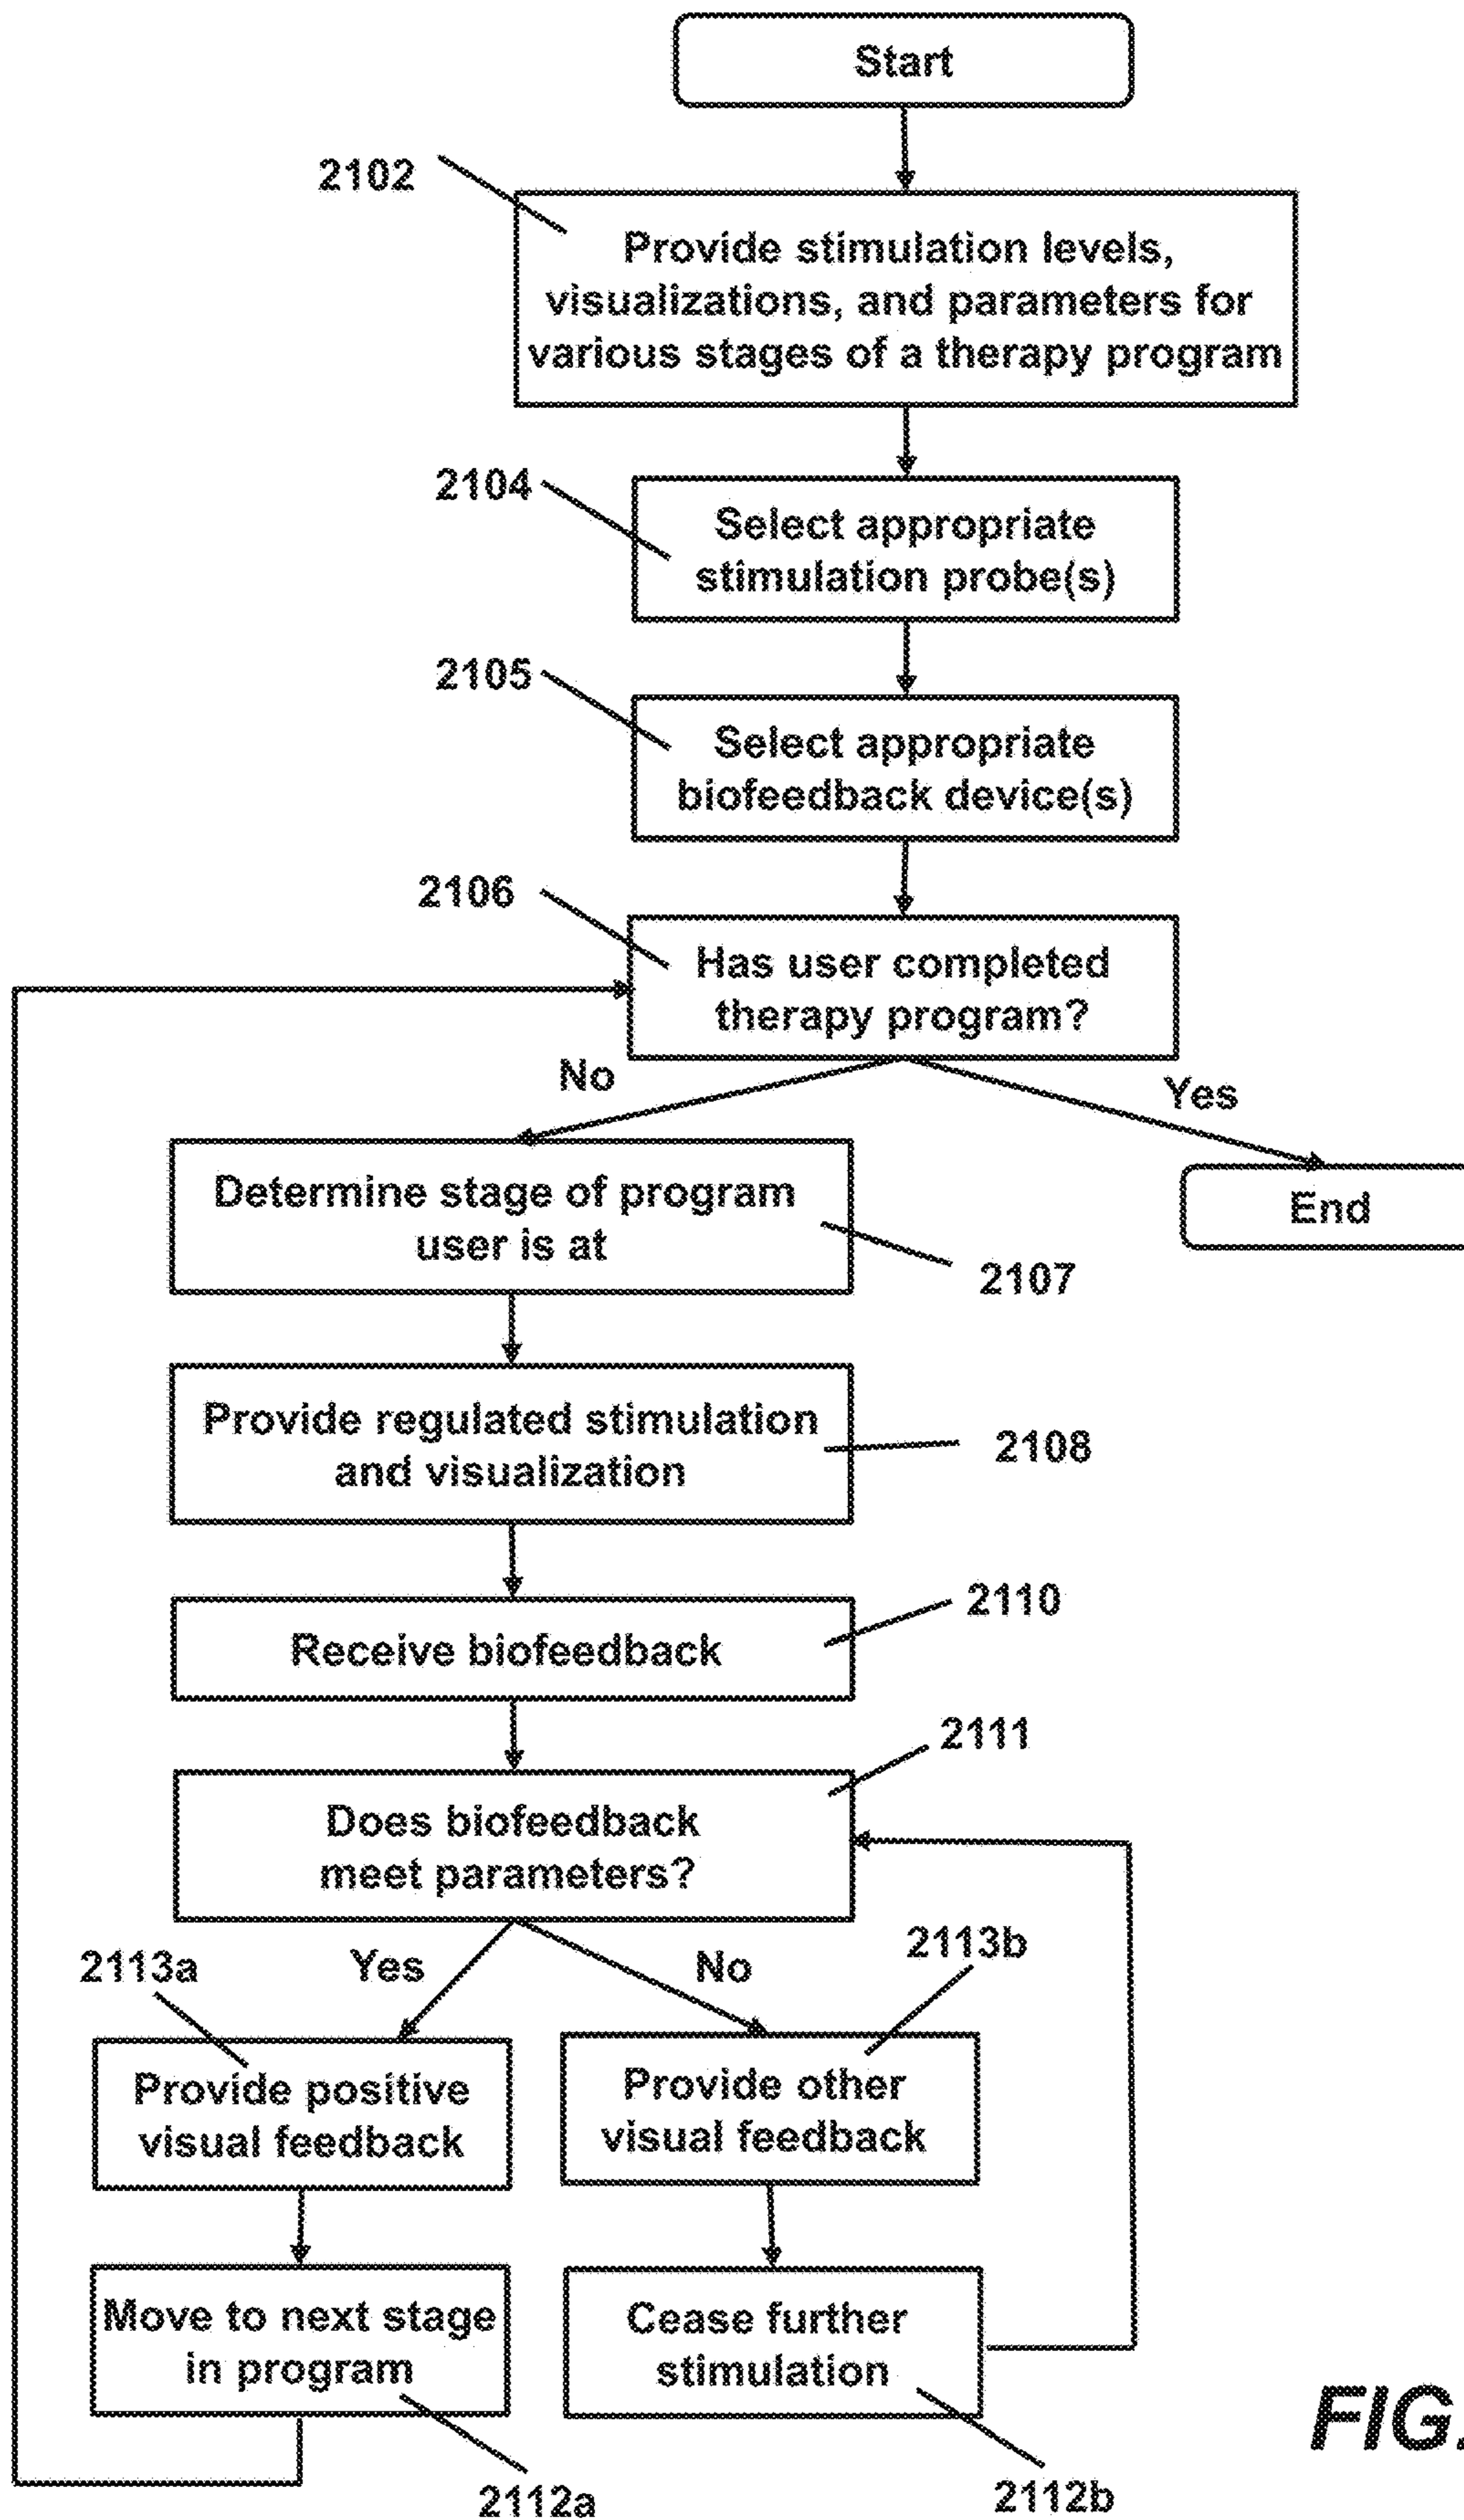 Start
2102
Provide stimulation levels,
visualizations, and parameters for
various stages of a therapy program
2104
Select appropriate
stimulation probe(s)
2105
Select appropriate
biofeedback device(s)
2106
Has user completed
therapy program?
No
Yes
Determine stage of program
user is at
End
2107
Provide regulated stimulation
and visualization
2108
2110
Receive biofeedback
2111
Does biofeedback
meet parameters?
2113a
Yes
No
2113b
Provide positive
visual feedback
Provide other
visual feedback
Move to next stage
in program
Cease further
stimulation
FIG.
2112a
2112b